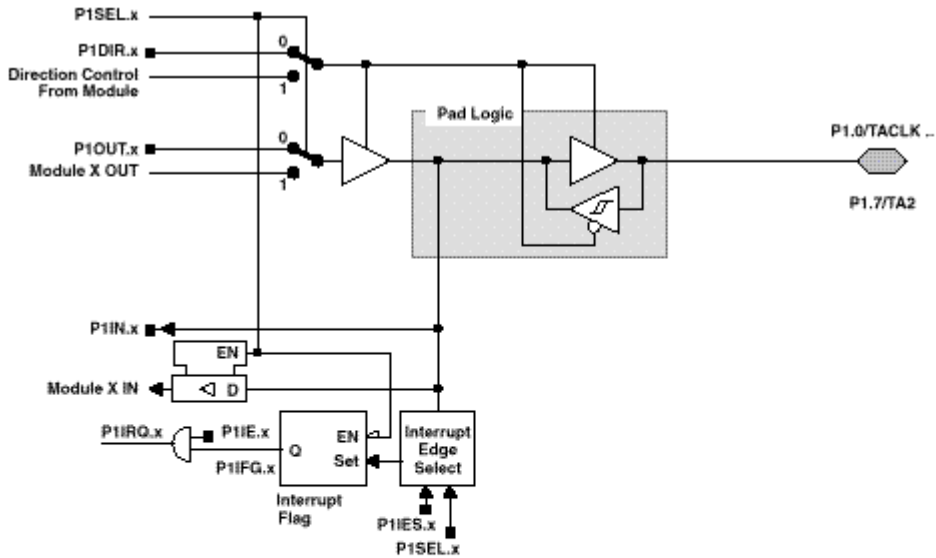 P1SEL.x
P1DIR.x
0
Direction Control
From Module
1
Pad Logic
P1OUT.x
0
Module X OUT
1
P1.0/TACLK ..
P1.7/TA2
P1IN.x
EN
Module X IN
D
P1IRQ.x
P1IE.x
P1IFG.x
Q
EN
Set
Interrupt
Edge
Select
Interrupt
Flag
P1IES.x
P1SEL.x